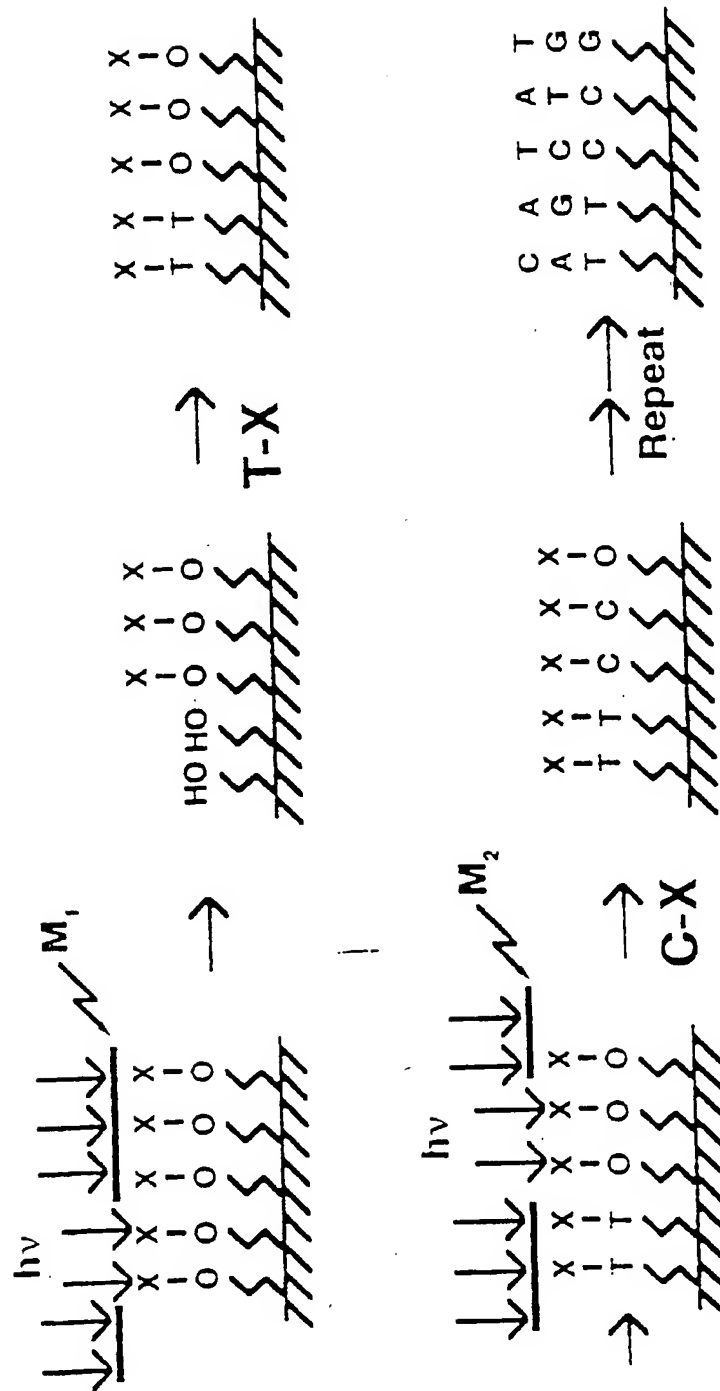 hν
M₁
X X X X X
O O O O O
X X X
HO HO O O O
T-X
X X X X X
T T O O O
hν
M₂
X X X X X
T T O O O
C-X
X X X X X
T T C C O
Repeat
C A T A T
A G C T G
T T C C G